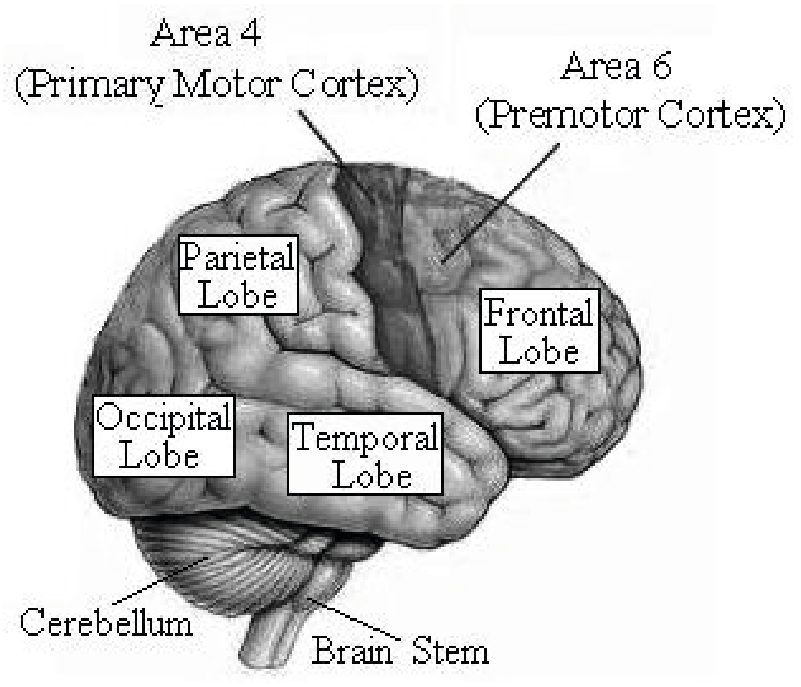 Area 4
(Primary Motor Cortex)
Area 6
(Premotor Cortex)
Parietal
Lobe
Frontal
Lobe
Occipital
Lobe
Temporal
Lobe
Cerebellum
Brain Stem